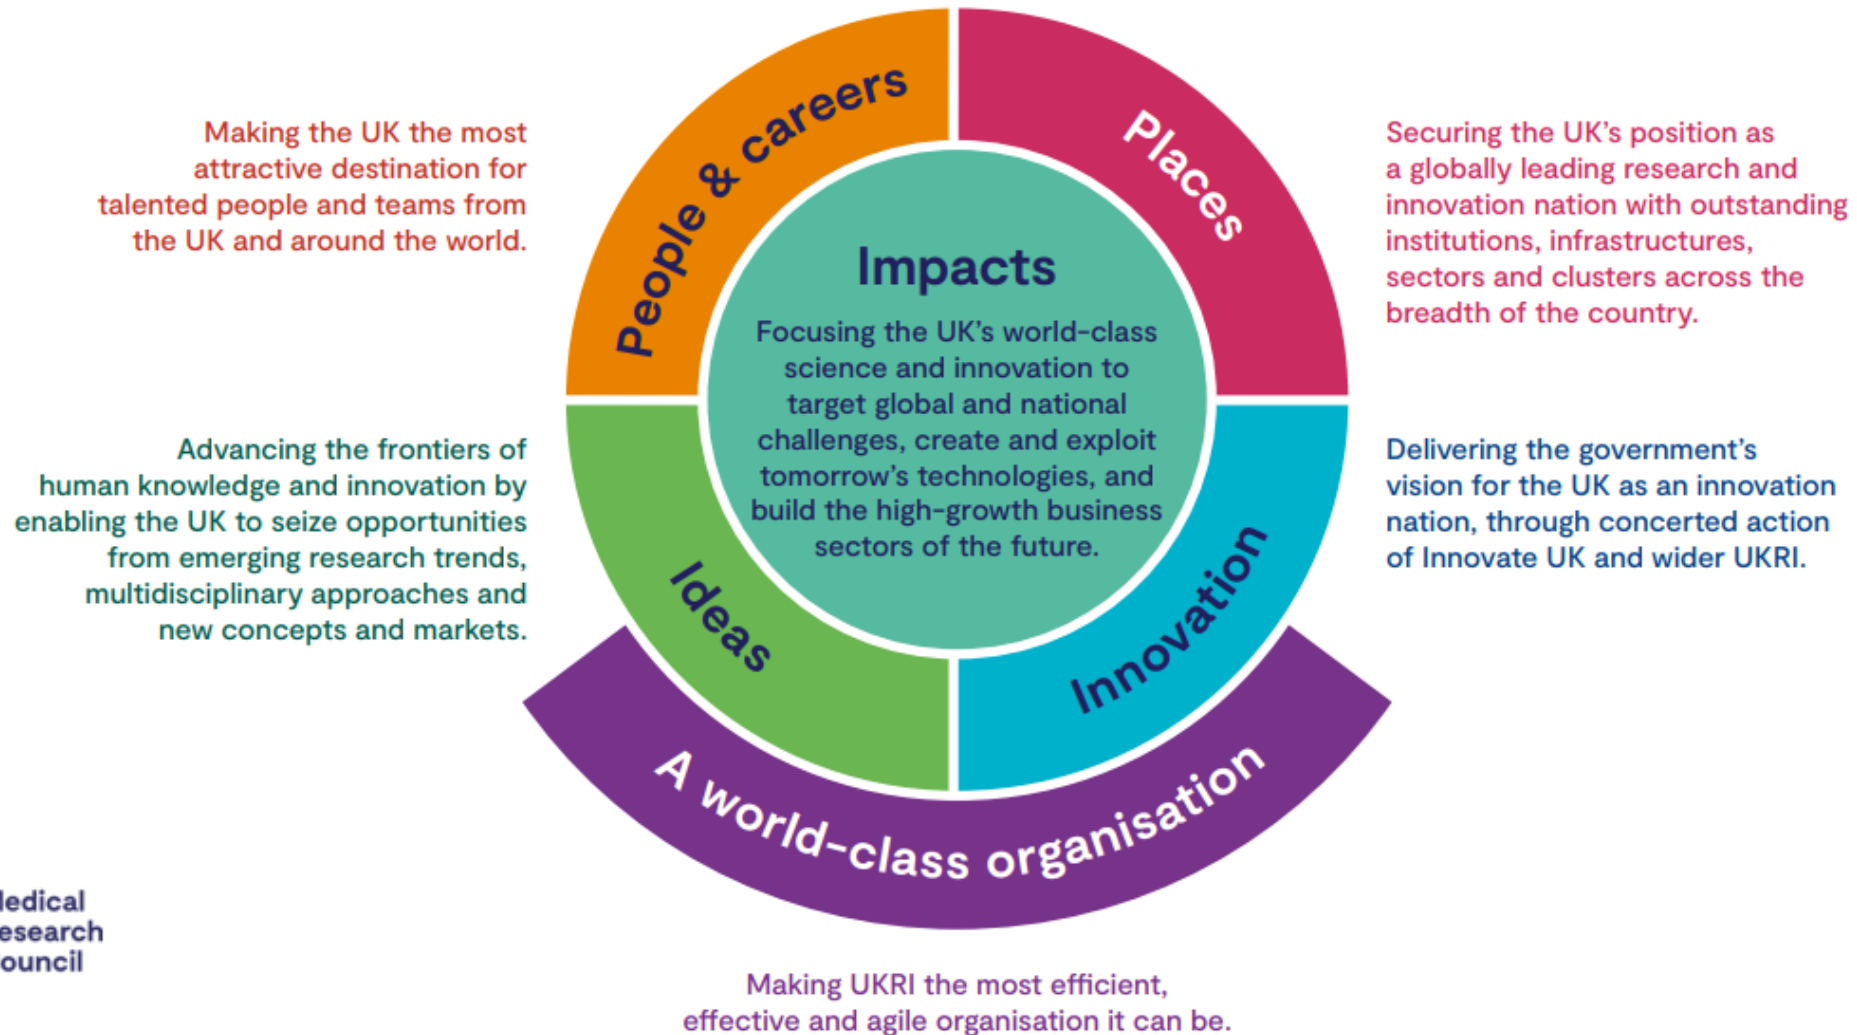 People & careers
Making the UK the most
attractive destination for
talented people and teams from
the UK and around the world.
Places
Securing the UK's position as
a globally leading research and
innovation nation with outstanding
institutions, infrastructures,
sectors and clusters across the
breadth of the country.
Impacts
Focusing the UK's world-class
science and innovation to
target global and national
challenges, create and exploit
tomorrow's technologies, and
build the high-growth business
sectors of the future.
Ideas
Advancing the frontiers of
human knowledge and innovation by
enabling the UK to seize opportunities
from emerging research trends,
multidisciplinary approaches and
new concepts and markets.
Innovation
Delivering the government's
vision for the UK as an innovation
nation, through concerted action
of Innovate UK and wider UKRI.
A world-class organisation
Making UKRI the most efficient,
effective and agile organisation it can be.
edical
esearch
ouncil